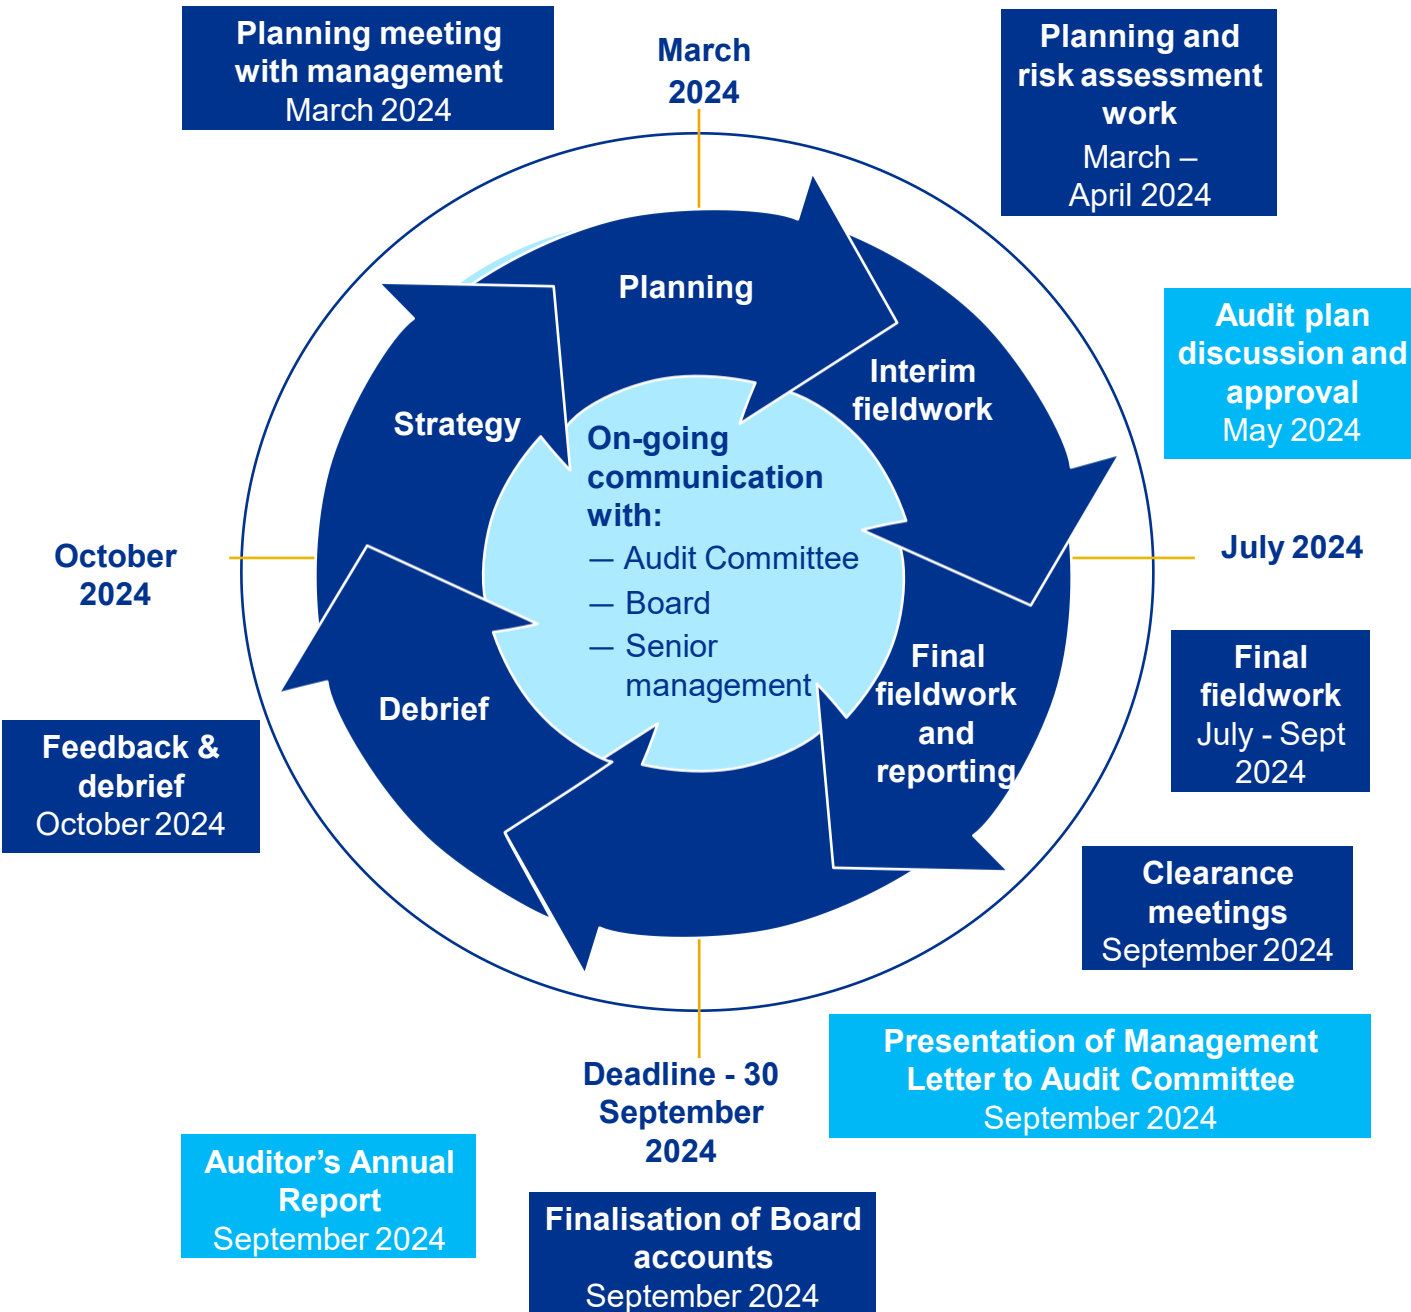 Planning meeting
with management
March 2024
March
2024
Planning and
risk assessment
work
March –
April 2024
Audit plan
discussion and
approval
May 2024
Planning
Interim
fieldwork
Strategy
On-going
communication
with:
— Audit Committee
— Board
— Senior
management
October
2024
July 2024
Final
fieldwork
and
reporting
Final
fieldwork
July - Sept
2024
Debrief
Feedback &
debrief
October 2024
Clearance
meetings
September 2024
Presentation of Management
Letter to Audit Committee
September 2024
Deadline - 30
September
2024
Auditor’s Annual
Report
September 2024
Finalisation of Board
accounts
September 2024